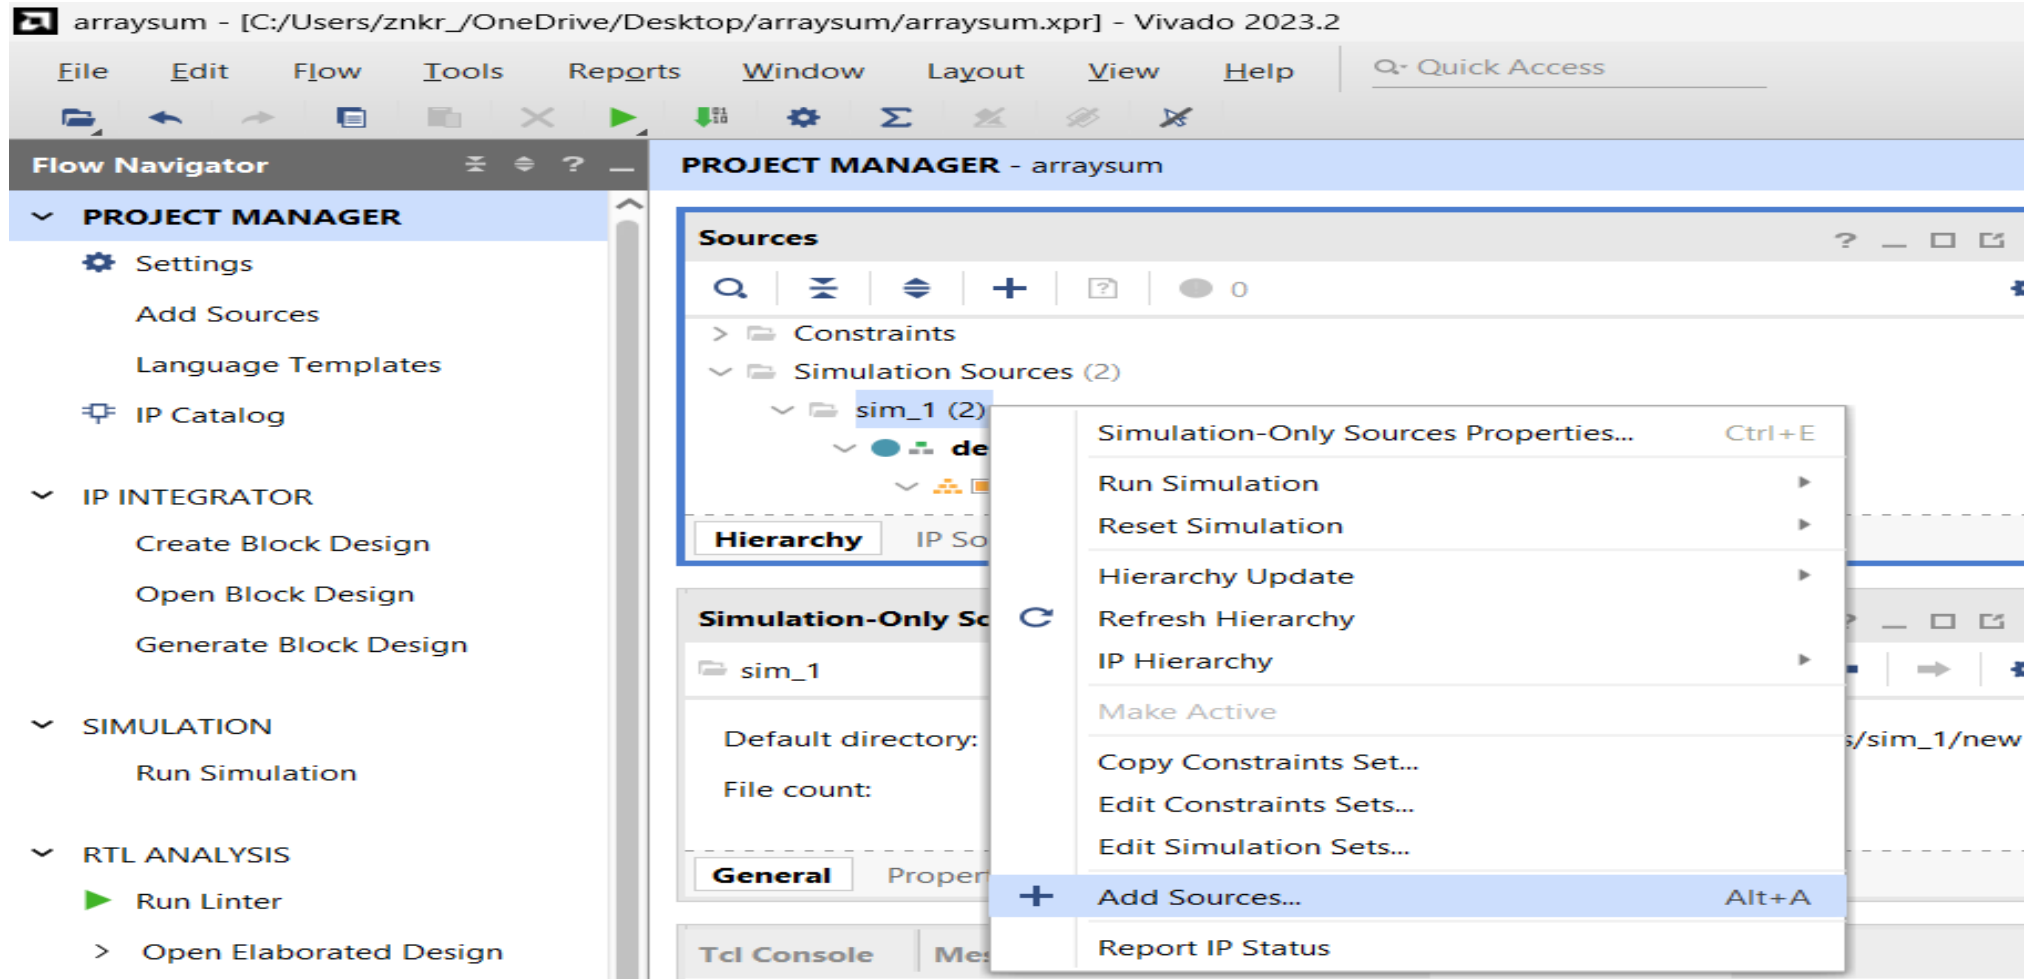 arraysum - [C:/Users/znkr_/OneDrive/Desktop/arraysum/arraysum.xpr] - Vivado 2023.2
File Edit Flow Tools Reports Window Layout View Help Quick Access
Flow Navigator
PROJECT MANAGER
Settings
Add Sources
Language Templates
IP Catalog
IP INTEGRATOR
Create Block Design
Open Block Design
Generate Block Design
SIMULATION
Run Simulation
RTL ANALYSIS
Run Linter
Open Elaborated Design
PROJECT MANAGER - arraysum
Sources
0
Constraints
Simulation Sources (2)
sim_1 (2)
de
Hierarchy IP So
Simulation-Only Sc
sim_1
Default directory: s/sim_1/new
File count:
General Proper
Tcl Console Mes
Simulation-Only Sources Properties... Ctrl+E
Run Simulation
Reset Simulation
Hierarchy Update
Refresh Hierarchy
IP Hierarchy
Make Active
Copy Constraints Set...
Edit Constraints Sets...
Edit Simulation Sets...
Add Sources... Alt+A
Report IP Status